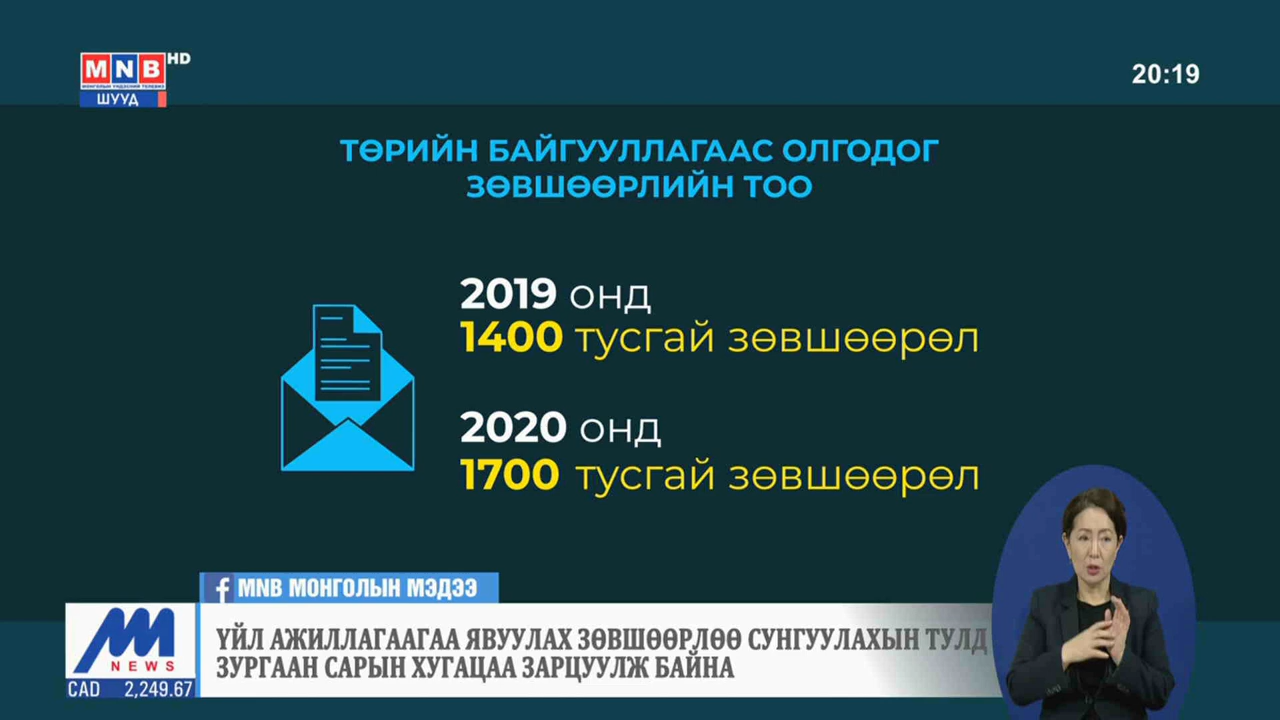 MNB HD
МОНГОЛЫН ҮНДЭСНИЙ ТЕЛЕВИЗ
ШУУД
20:19
ТӨРИЙН БАЙГУУЛЛАГААС ОЛГОДОГ
ЗӨВШӨӨРЛИЙН ТОО
2019 онд
1400 тусгай зөвшөөрөл
2020 онд
1700 тусгай зөвшөөрөл
f MNB МОНГОЛЫН МЭДЭЭ
NEWS
ҮЙЛ АЖИЛЛАГААГАА ЯВУУЛАХ ЗӨВШӨӨРЛӨӨ СУНГУУЛАХЫН ТУЛД
ЗУРГААН САРЫН ХУГАЦАА ЗАРЦУУЛЖ БАЙНА
CAD 2,249.67